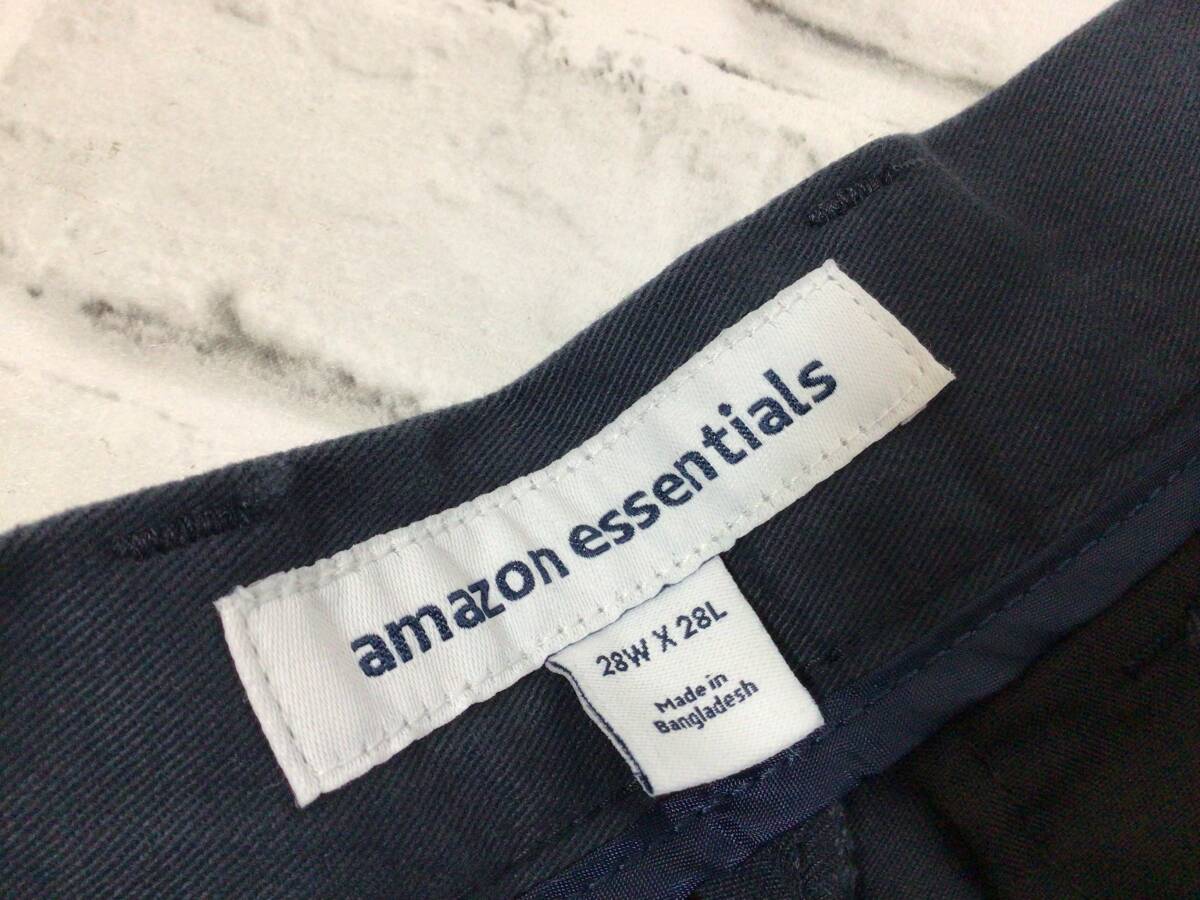 amazon essentials
28W X 28L
Made in
Bangladesh